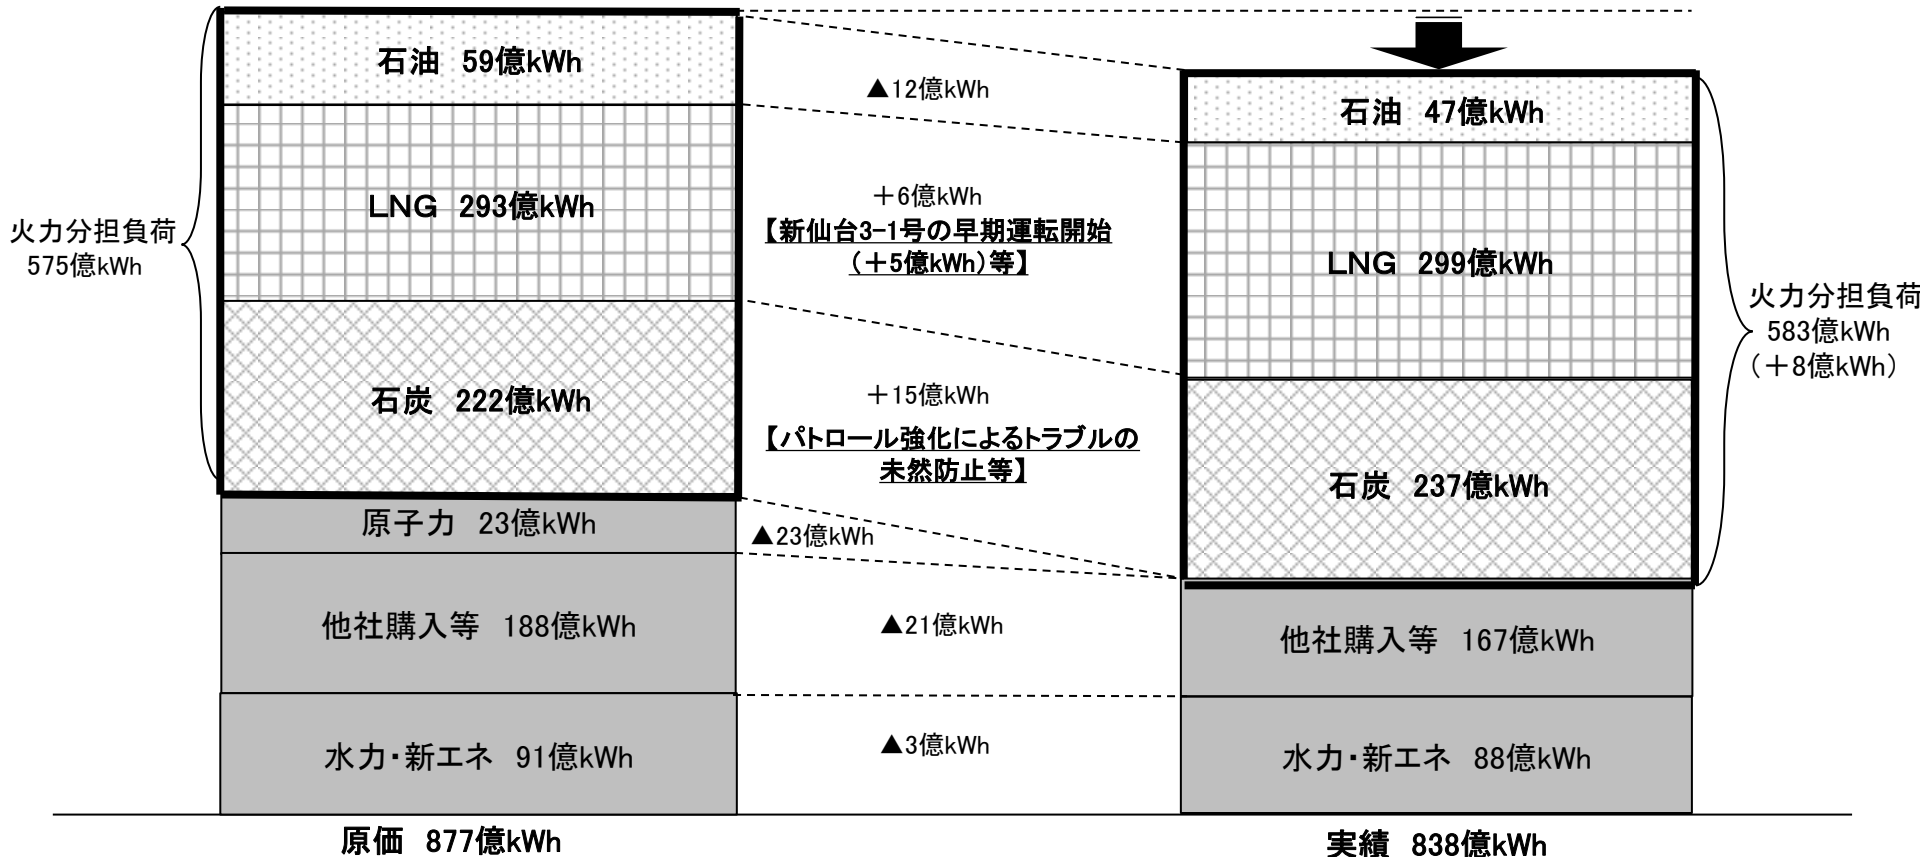 石油 59億kWh
LNG 293億kWh
火力分担負荷
575億kWh
石炭 222億kWh
原子力 23億kWh
他社購入等 188億kWh
水力・新エネ 91億kWh
原価 877億kWh
▲12億kWh
+6億kWh
【新仙台3-1号の早期運転開始
（+5億kWh）等】
+15億kWh
【パトロール強化によるトラブルの
未然防止等】
▲23億kWh
▲21億kWh
▲3億kWh
石油 47億kWh
LNG 299億kWh
火力分担負荷
583億kWh
（+8億kWh）
石炭 237億kWh
他社購入等 167億kWh
水力・新エネ 88億kWh
実績 838億kWh